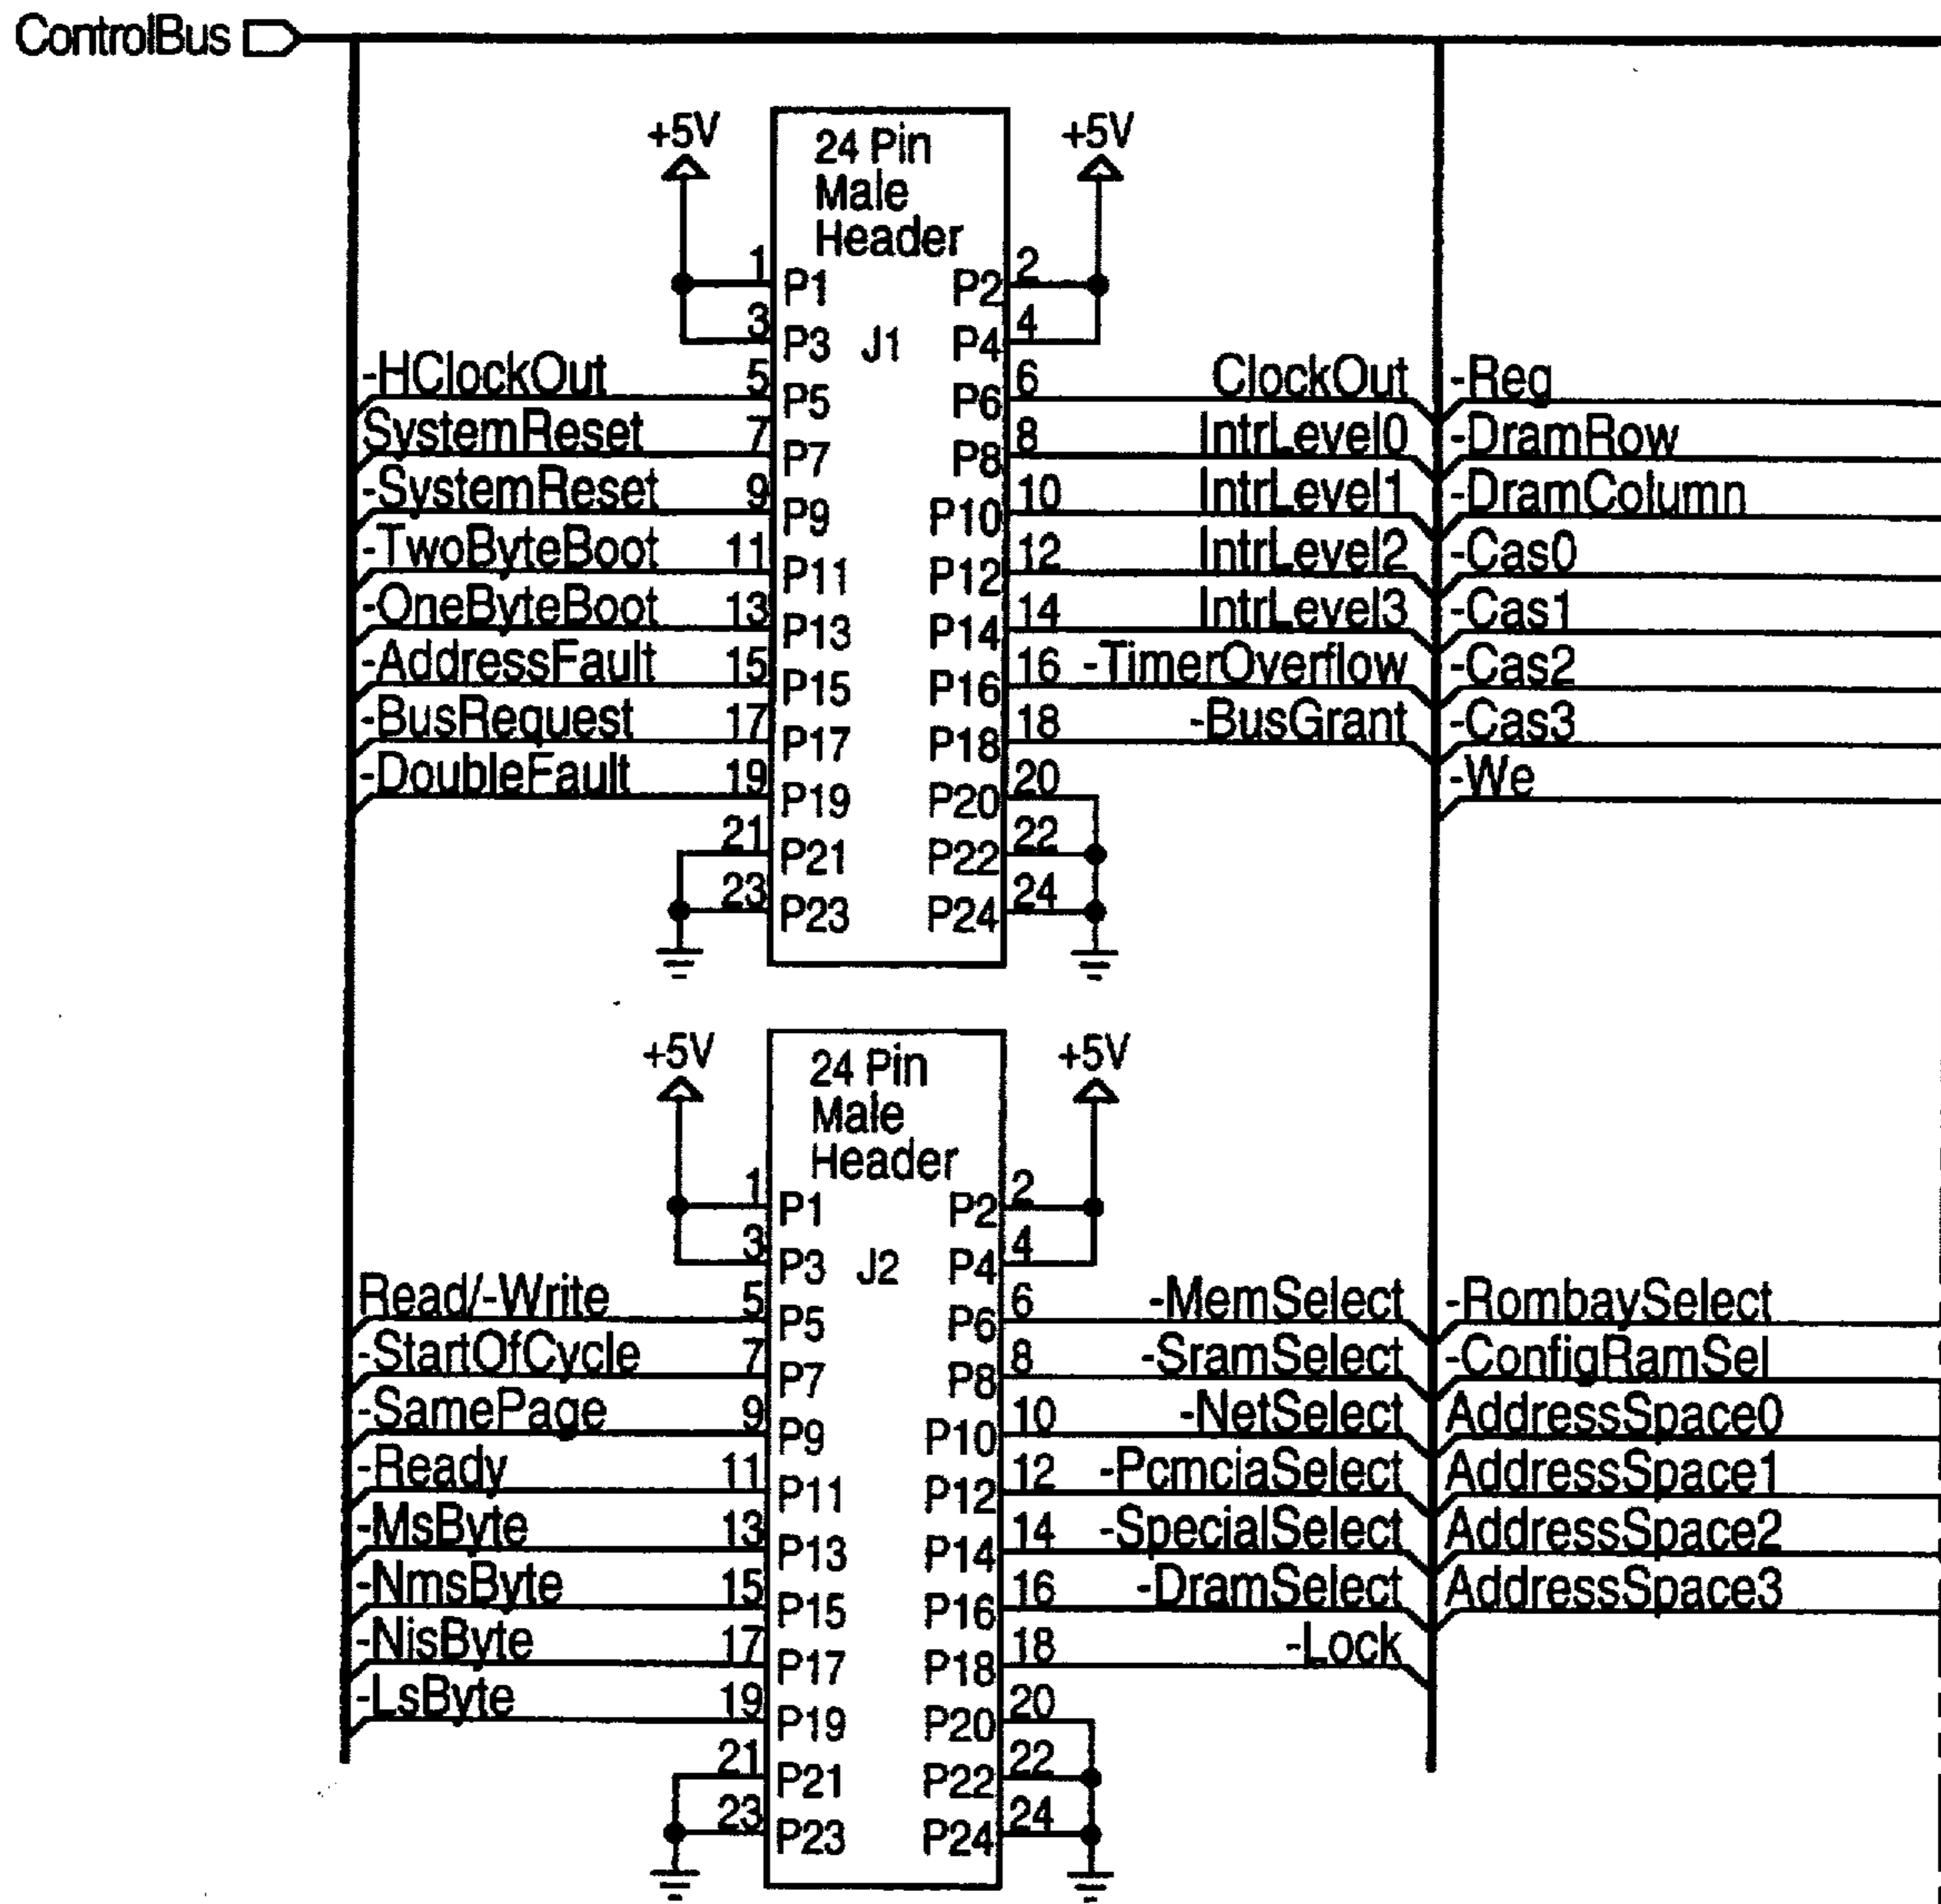 ControlBus
+5V
24 Pin
Male
Header
+5V
1 P1 P2 2
3 P3 J1 P4 4
-HClockOut 5 P5 P6 6 ClockOut -Reg
SystemReset 7 P7 P8 8 IntrLevel0 -DramRow
-SystemReset 9 P9 P10 10 IntrLevel1 -DramColumn
-TwoByteBoot 11 P11 P12 12 IntrLevel2 -Cas0
-OneByteBoot 13 P13 P14 14 IntrLevel3 -Cas1
-AddressFault 15 P15 P16 16 -TimerOverflow -Cas2
-BusRequest 17 P17 P18 18 -BusGrant -Cas3
-DoubleFault 19 P19 P20 20 -We
21 P21 P22 22
23 P23 P24 24
+5V
24 Pin
Male
Header
+5V
1 P1 P2 2
3 P3 J2 P4 4
Read/-Write 5 P5 P6 6 -MemSelect -RombaySelect
-StartOfCycle 7 P7 P8 8 -SramSelect -ConfigRamSel
-SamePage 9 P9 P10 10 -NetSelect AddressSpace0
-Ready 11 P11 P12 12 -PcmciaSelect AddressSpace1
-MsByte 13 P13 P14 14 -SpecialSelect AddressSpace2
-NmsByte 15 P15 P16 16 -DramSelect AddressSpace3
-NisByte 17 P17 P18 18 -Lock
-LsByte 19 P19 P20 20
21 P21 P22 22
23 P23 P24 24